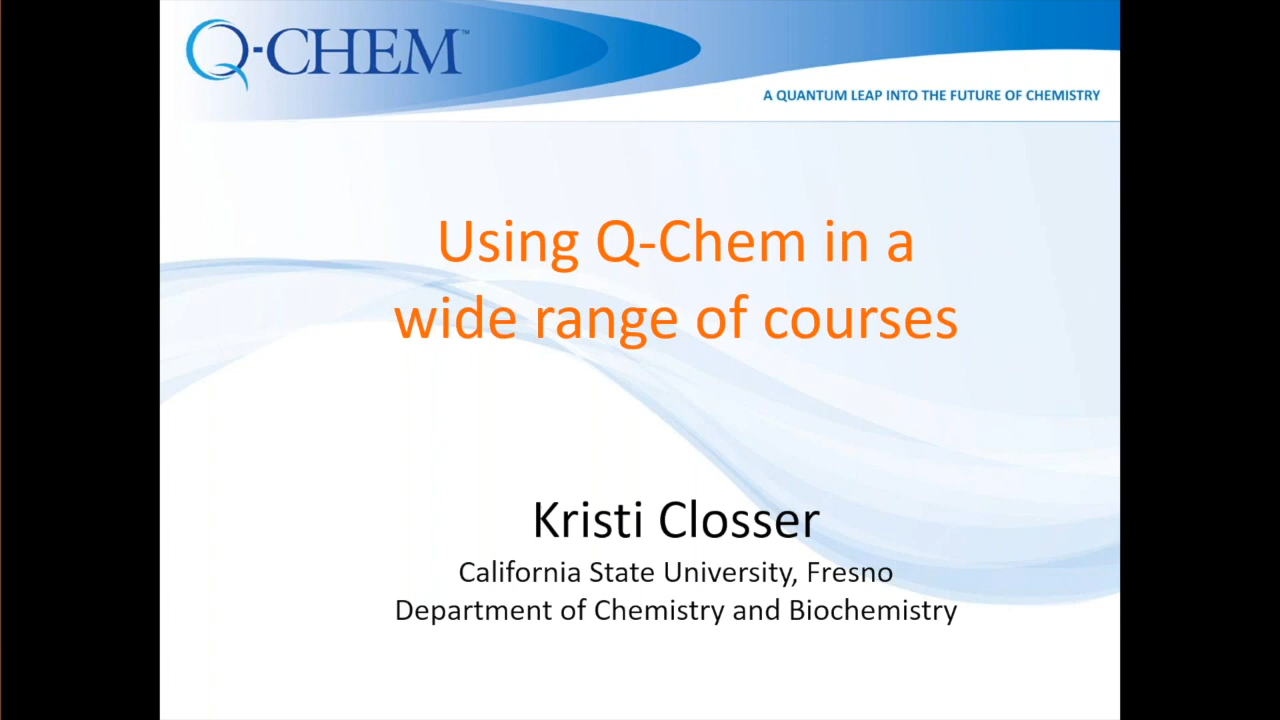 Q-CHEM™
A QUANTUM LEAP INTO THE FUTURE OF CHEMISTRY
Using Q-Chem in a
wide range of courses
Kristi Closser
California State University, Fresno
Department of Chemistry and Biochemistry